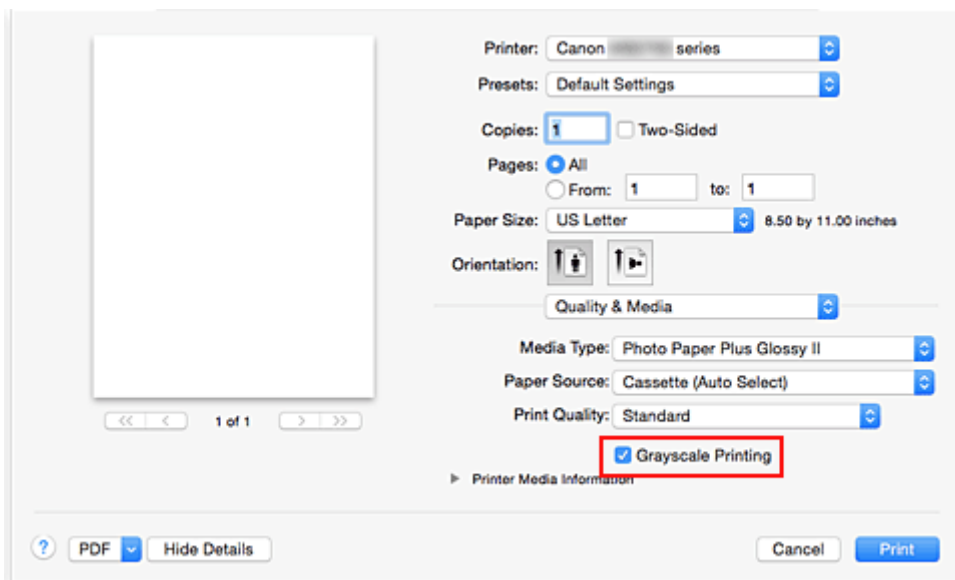 Printer: Canon series
Presets: Default Settings
Copies: 1 Two-Sided
Pages: All
From: 1 to: 1
Paper Size: US Letter 8.50 by 11.00 inches
Orientation:
Quality & Media
Media Type: Photo Paper Plus Glossy II
Paper Source: Cassette (Auto Select)
Print Quality: Standard
Grayscale Printing
Printer Media Information
<< < 1 of 1 > >>
? PDF Hide Details Cancel Print